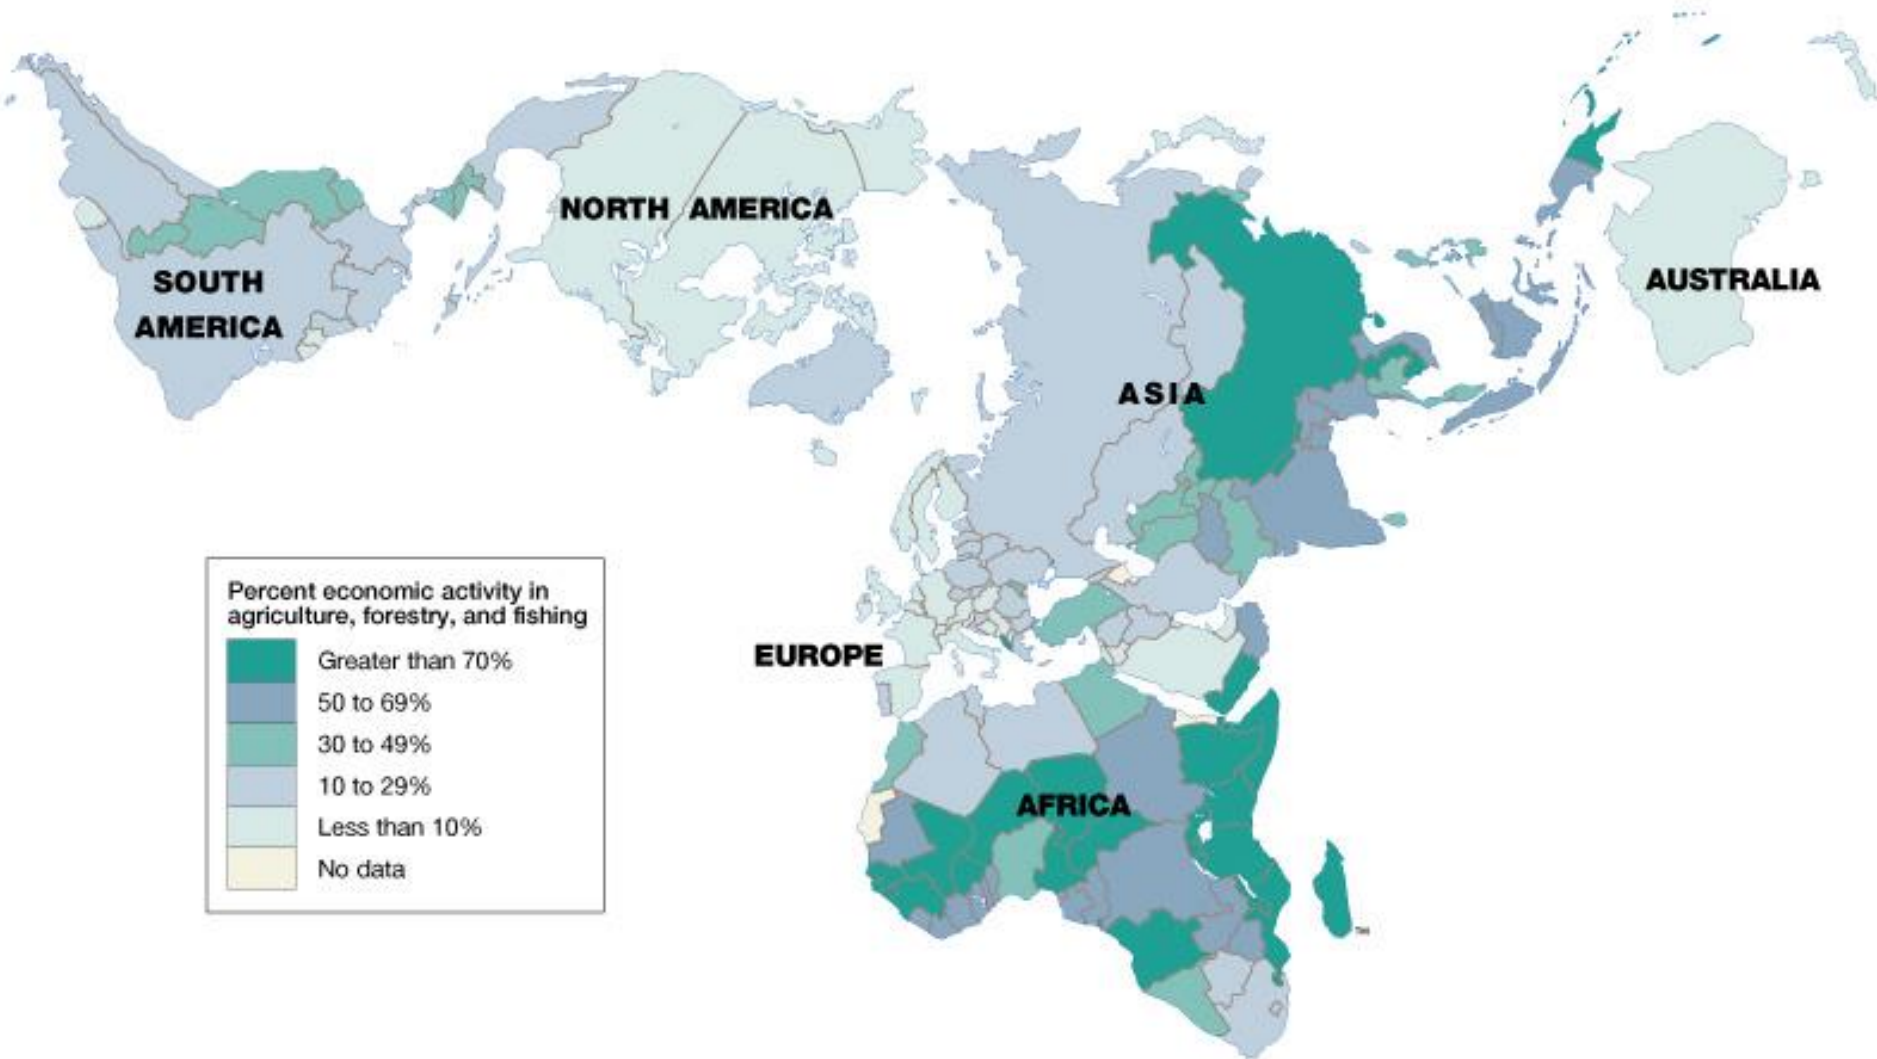 NORTH AMERICA
SOUTH
AMERICA
AUSTRALIA
ASIA
EUROPE
AFRICA
Percent economic activity in
agriculture, forestry, and fishing
Greater than 70%
50 to 69%
30 to 49%
10 to 29%
Less than 10%
No data
TM